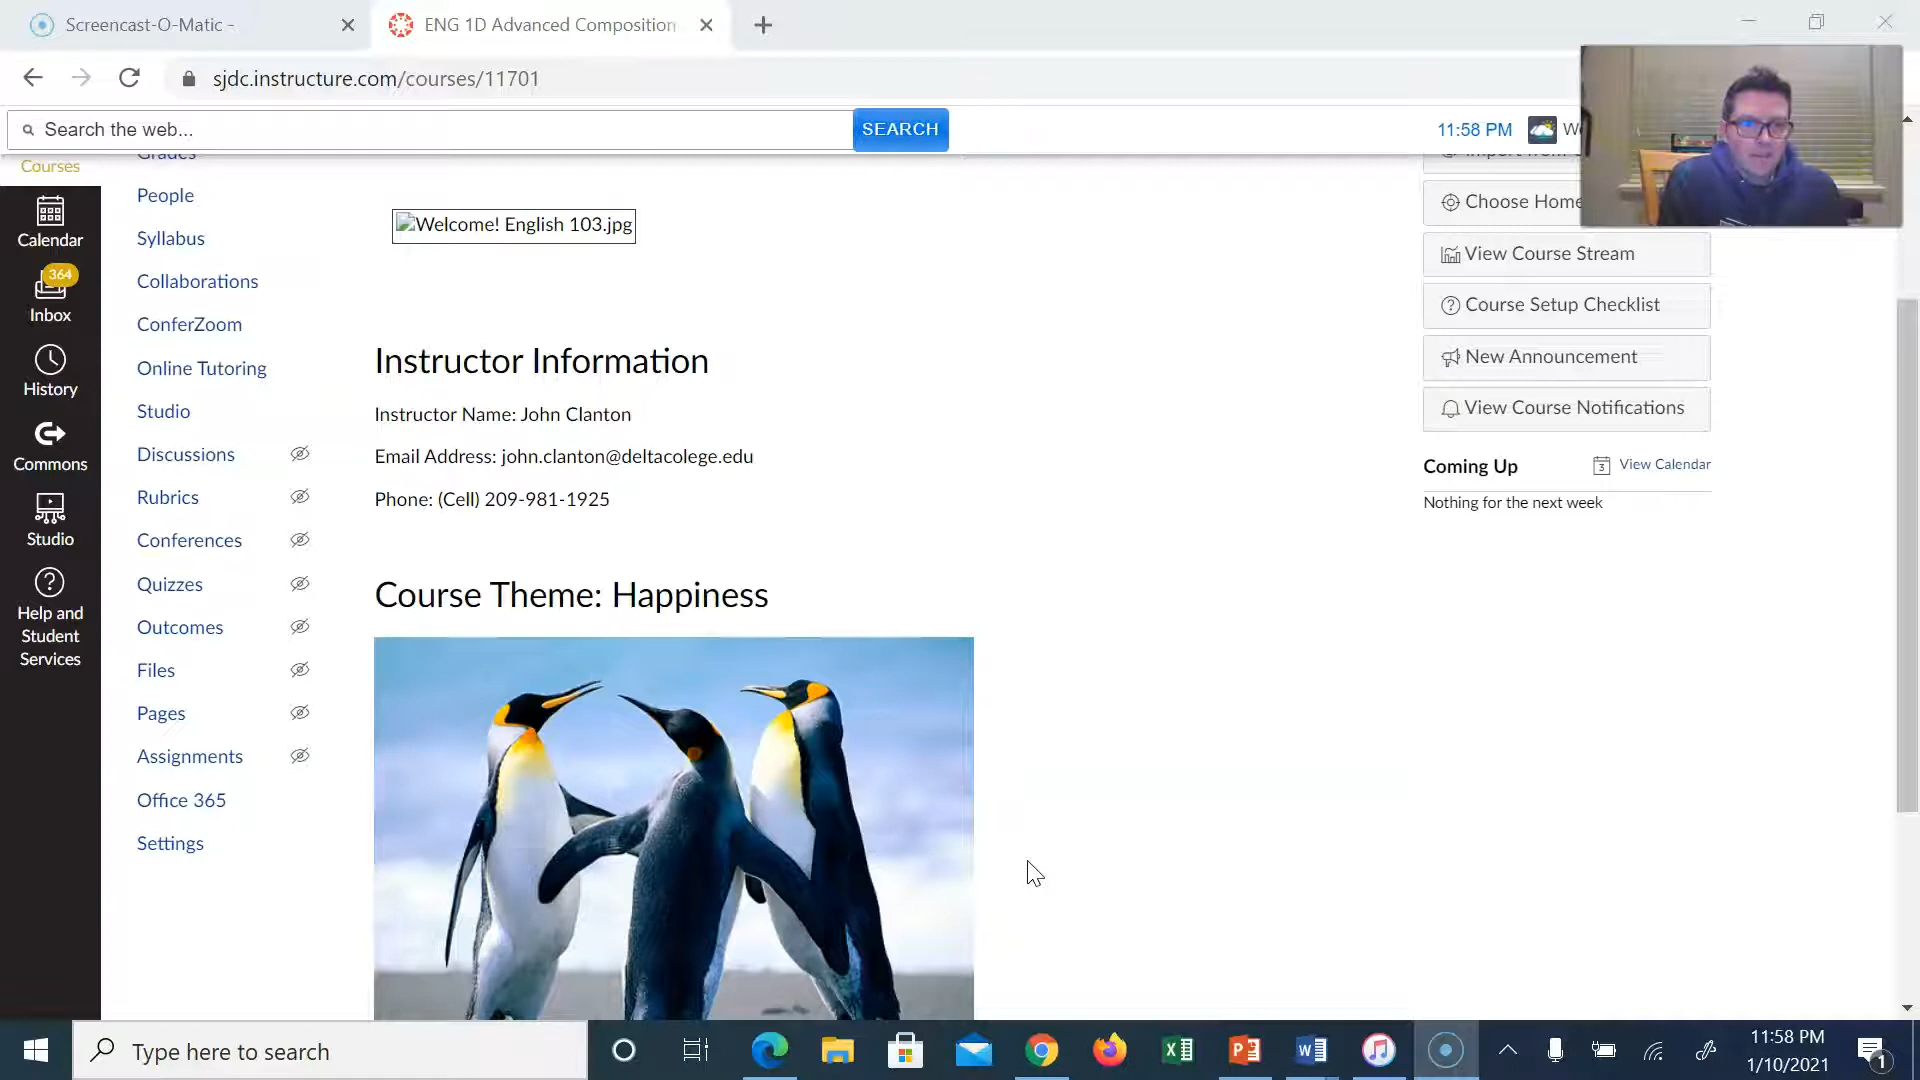 Screencast-O-Matic -
ENG 1D Advanced Composition
sjdc.instructure.com/courses/11701
Search the web...
SEARCH
11:58 PM
Courses
Calendar
364
Inbox
History
Commons
Studio
Help and
Student
Services
Grades
People
Syllabus
Collaborations
ConferZoom
Online Tutoring
Studio
Discussions
Rubrics
Conferences
Quizzes
Outcomes
Files
Pages
Assignments
Office 365
Settings
Welcome! English 103.jpg
Instructor Information
Instructor Name: John Clanton
Email Address: john.clanton@deltacolege.edu
Phone: (Cell) 209-981-1925
Course Theme: Happiness
Choose Home
View Course Stream
Course Setup Checklist
New Announcement
View Course Notifications
Coming Up
3 View Calendar
Nothing for the next week
Type here to search
11:58 PM
1/10/2021
1